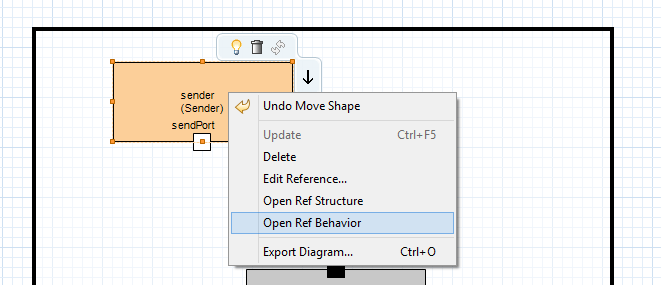 sender
(Sender)
sendPort
Undo Move Shape
Update Ctrl+F5
Delete
Edit Reference...
Open Ref Structure
Open Ref Behavior
Export Diagram... Ctrl+O